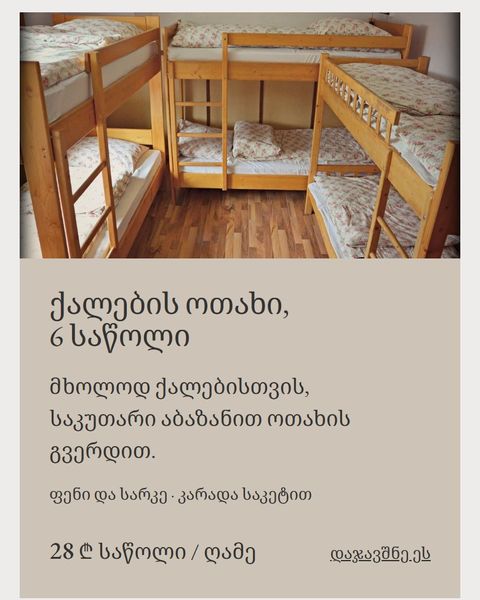 ქალების ოთახი,
6 საწოლი
მხოლოდ ქალებისთვის,
საკუთარი აბაზანით ოთახის
გვერდით.
ფენი და სარკე · კარადა საკეტით
28 ₾ საწოლი / ღამე
დაჯავშნე ეს